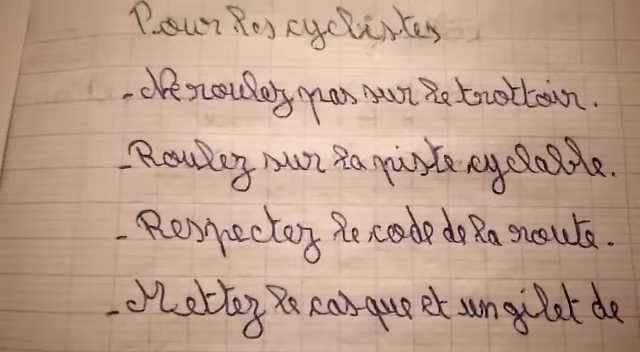 Pour les cyclistes
- Ne roulez pas sur le trottoir.
- Roulez sur la piste cyclable.
- Respectez le code de la route.
- Mettez le casque et un gilet de